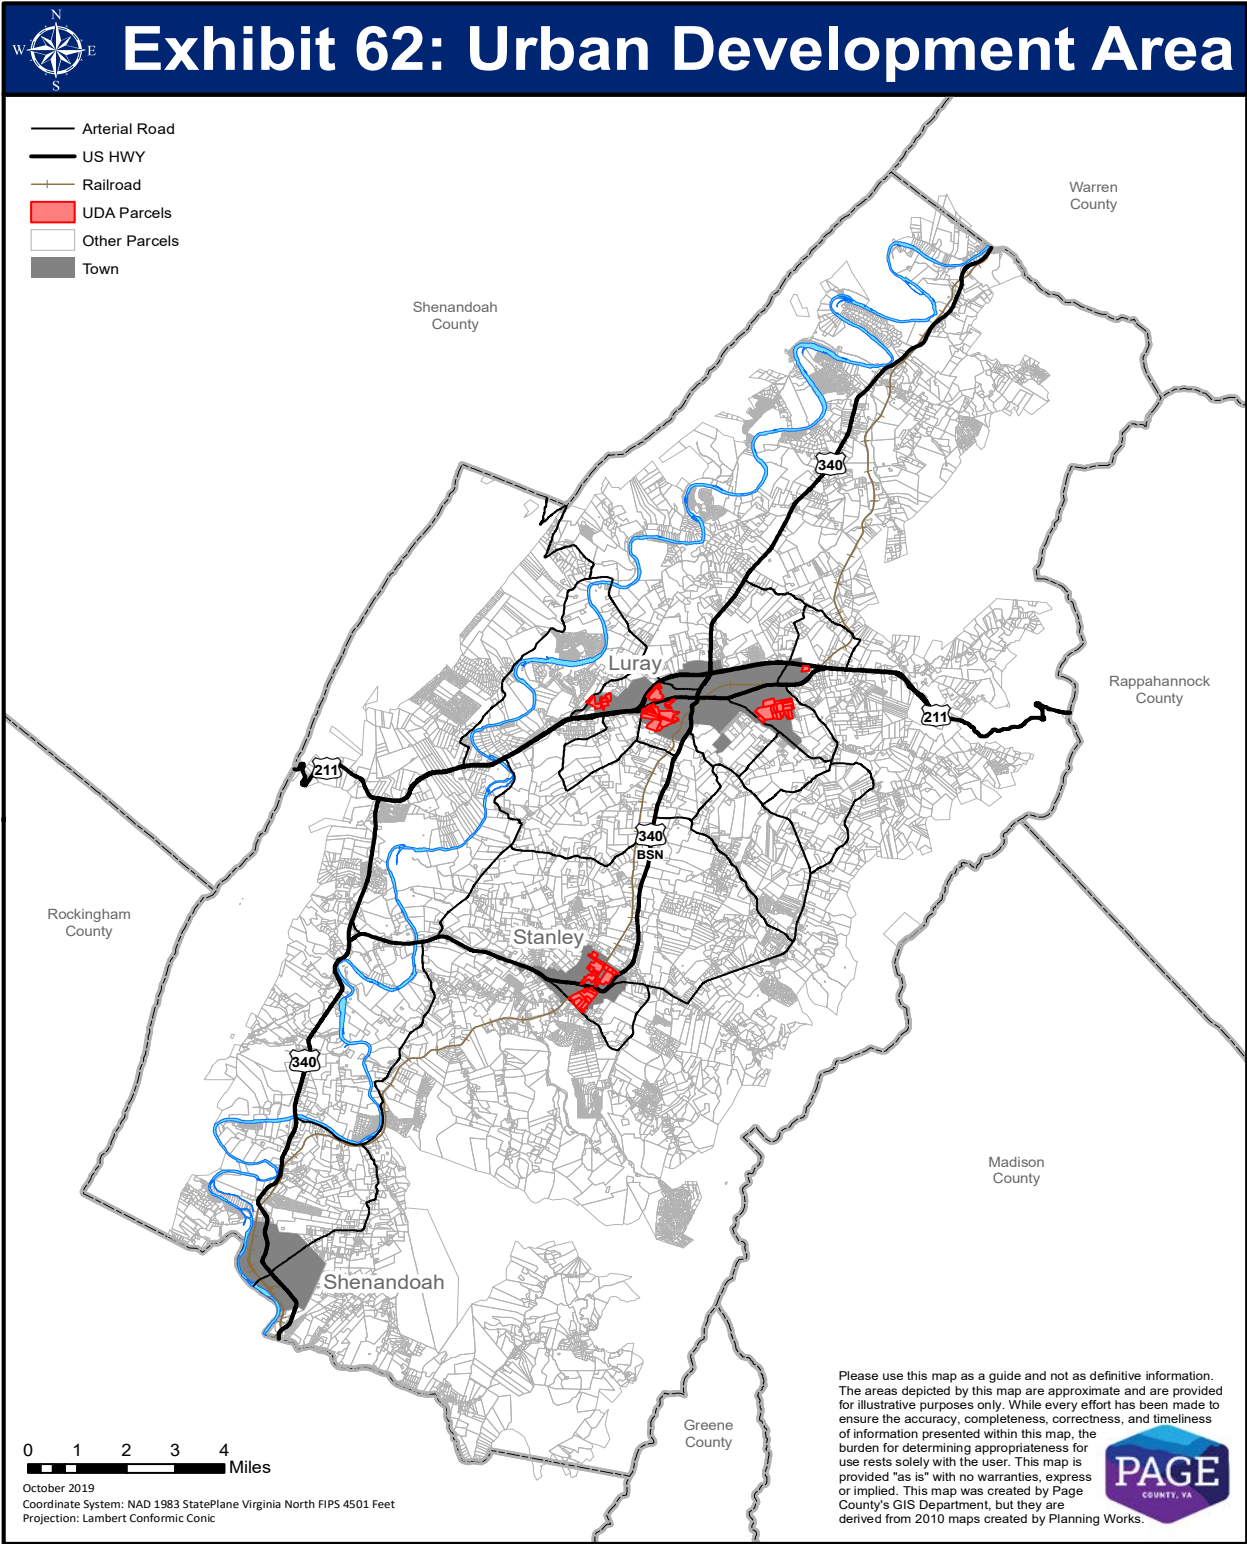 N
W E
S
Exhibit 62: Urban Development Area
Arterial Road
US HWY
Railroad
UDA Parcels
Other Parcels
Town
Warren
County
Shenandoah
County
340
Luray
Rappahannock
County
211
211
340
BSN
Rockingham
County
Stanley
340
Madison
County
Shenandoah
Greene
County
0 1 2 3 4
Miles
October 2019
Coordinate System: NAD 1983 StatePlane Virginia North FIPS 4501 Feet
Projection: Lambert Conformic Conic
Please use this map as a guide and not as definitive information.
The areas depicted by this map are approximate and are provided
for illustrative purposes only. While every effort has been made to
ensure the accuracy, completeness, correctness, and timeliness
of information presented within this map, the
burden for determining appropriateness for
use rests solely with the user. This map is
provided "as is" with no warranties, express
or implied. This map was created by Page
County's GIS Department, but they are
derived from 2010 maps created by Planning Works.
PAGE
COUNTY, VA